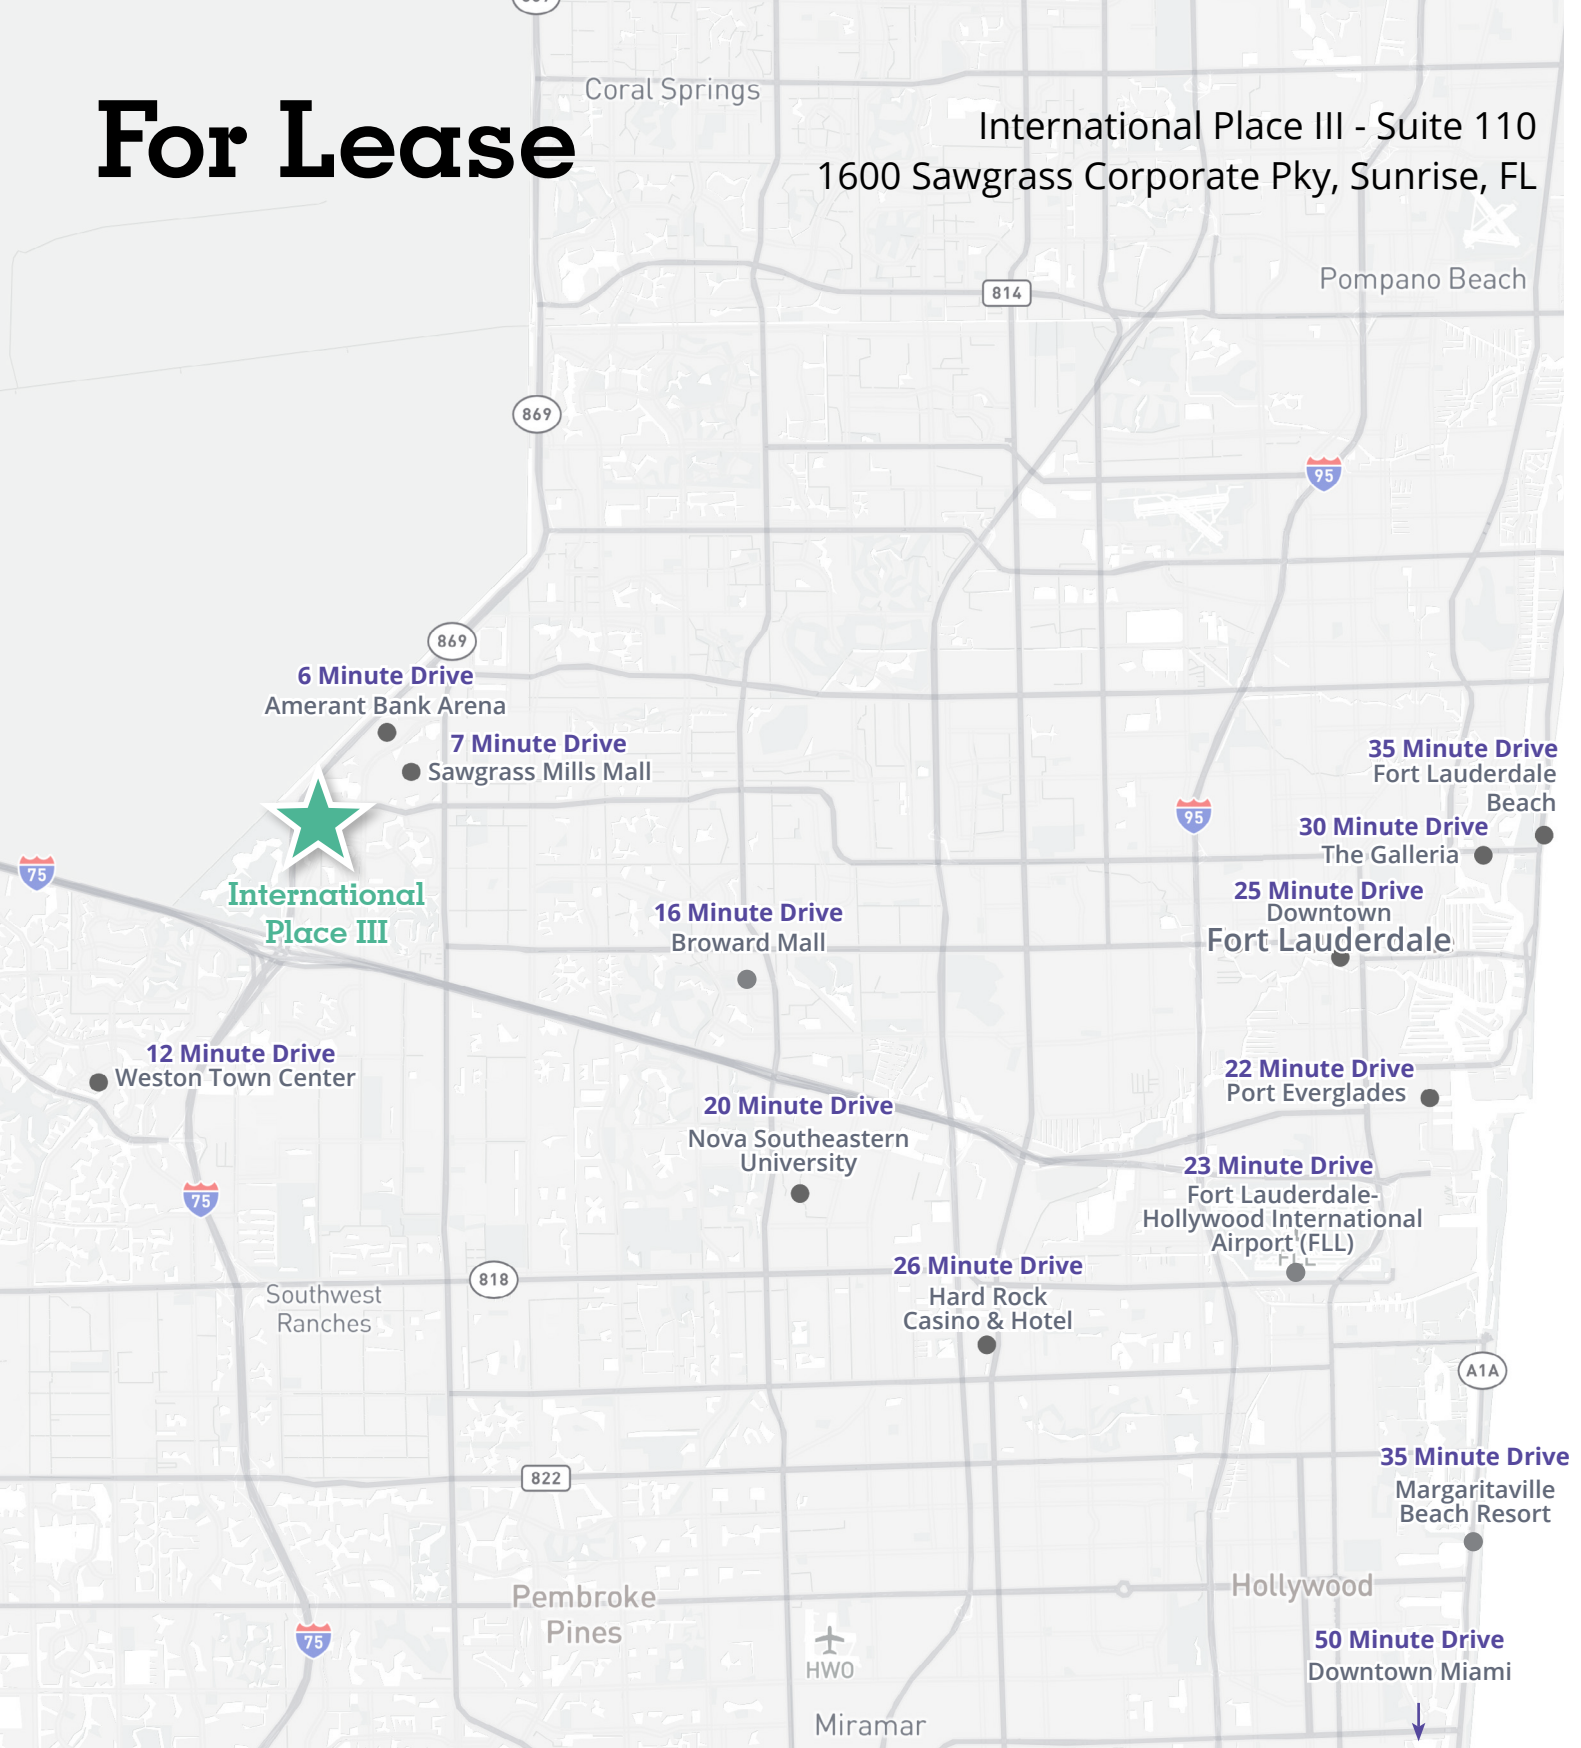 Coral Springs
For Lease
International Place III - Suite 110
1600 Sawgrass Corporate Pky, Sunrise, FL
Pompano Beach
814
869
95
869
6 Minute Drive
Amerant Bank Arena
7 Minute Drive
Sawgrass Mills Mall
35 Minute Drive
Fort Lauderdale
Beach
95
30 Minute Drive
The Galleria
75
International
Place III
25 Minute Drive
Downtown
Fort Lauderdale
16 Minute Drive
Broward Mall
12 Minute Drive
Weston Town Center
22 Minute Drive
Port Everglades
20 Minute Drive
Nova Southeastern
University
23 Minute Drive
Fort Lauderdale-
Hollywood International
Airport (FLL)
FLL
75
26 Minute Drive
Hard Rock
Casino & Hotel
818
Southwest
Ranches
A1A
35 Minute Drive
Margaritaville
Beach Resort
822
Pembroke
Pines
Hollywood
75
HWO
50 Minute Drive
Downtown Miami
Miramar